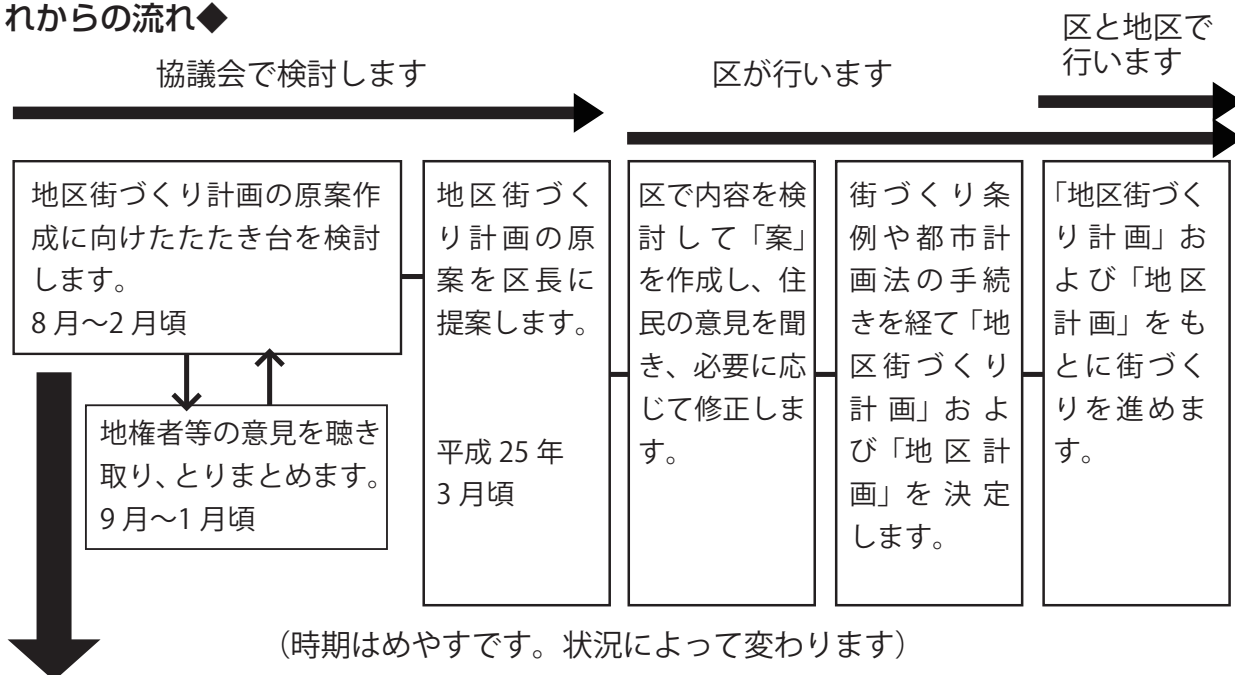 れからの流れ◆
協議会で検討します
区が行います
区と地区で
行います
地区街づくり計画の原案作
成に向けたたたき台を検討
します。
8月~2月頃
地権者等の意見を聴き
取り、とりまとめます。
9月~1月頃
地区街づく
り計画の原
案を区長に
提案します。
平成 25 年
3月頃
区で内容を検
討して「案」
を作成し、住
民の意見を聞
き、必要に応
じて修正しま
す。
街づくり条
例や都市計
画法の手続
きを経て「地
区街づくり
計画」およ
び「地区計
画」を決定
します。
「地区街づく
り計画」お
よび「地区
計画」をも
とに街づく
りを進めま
す。
(時期はめやすです。状況によって変わります)